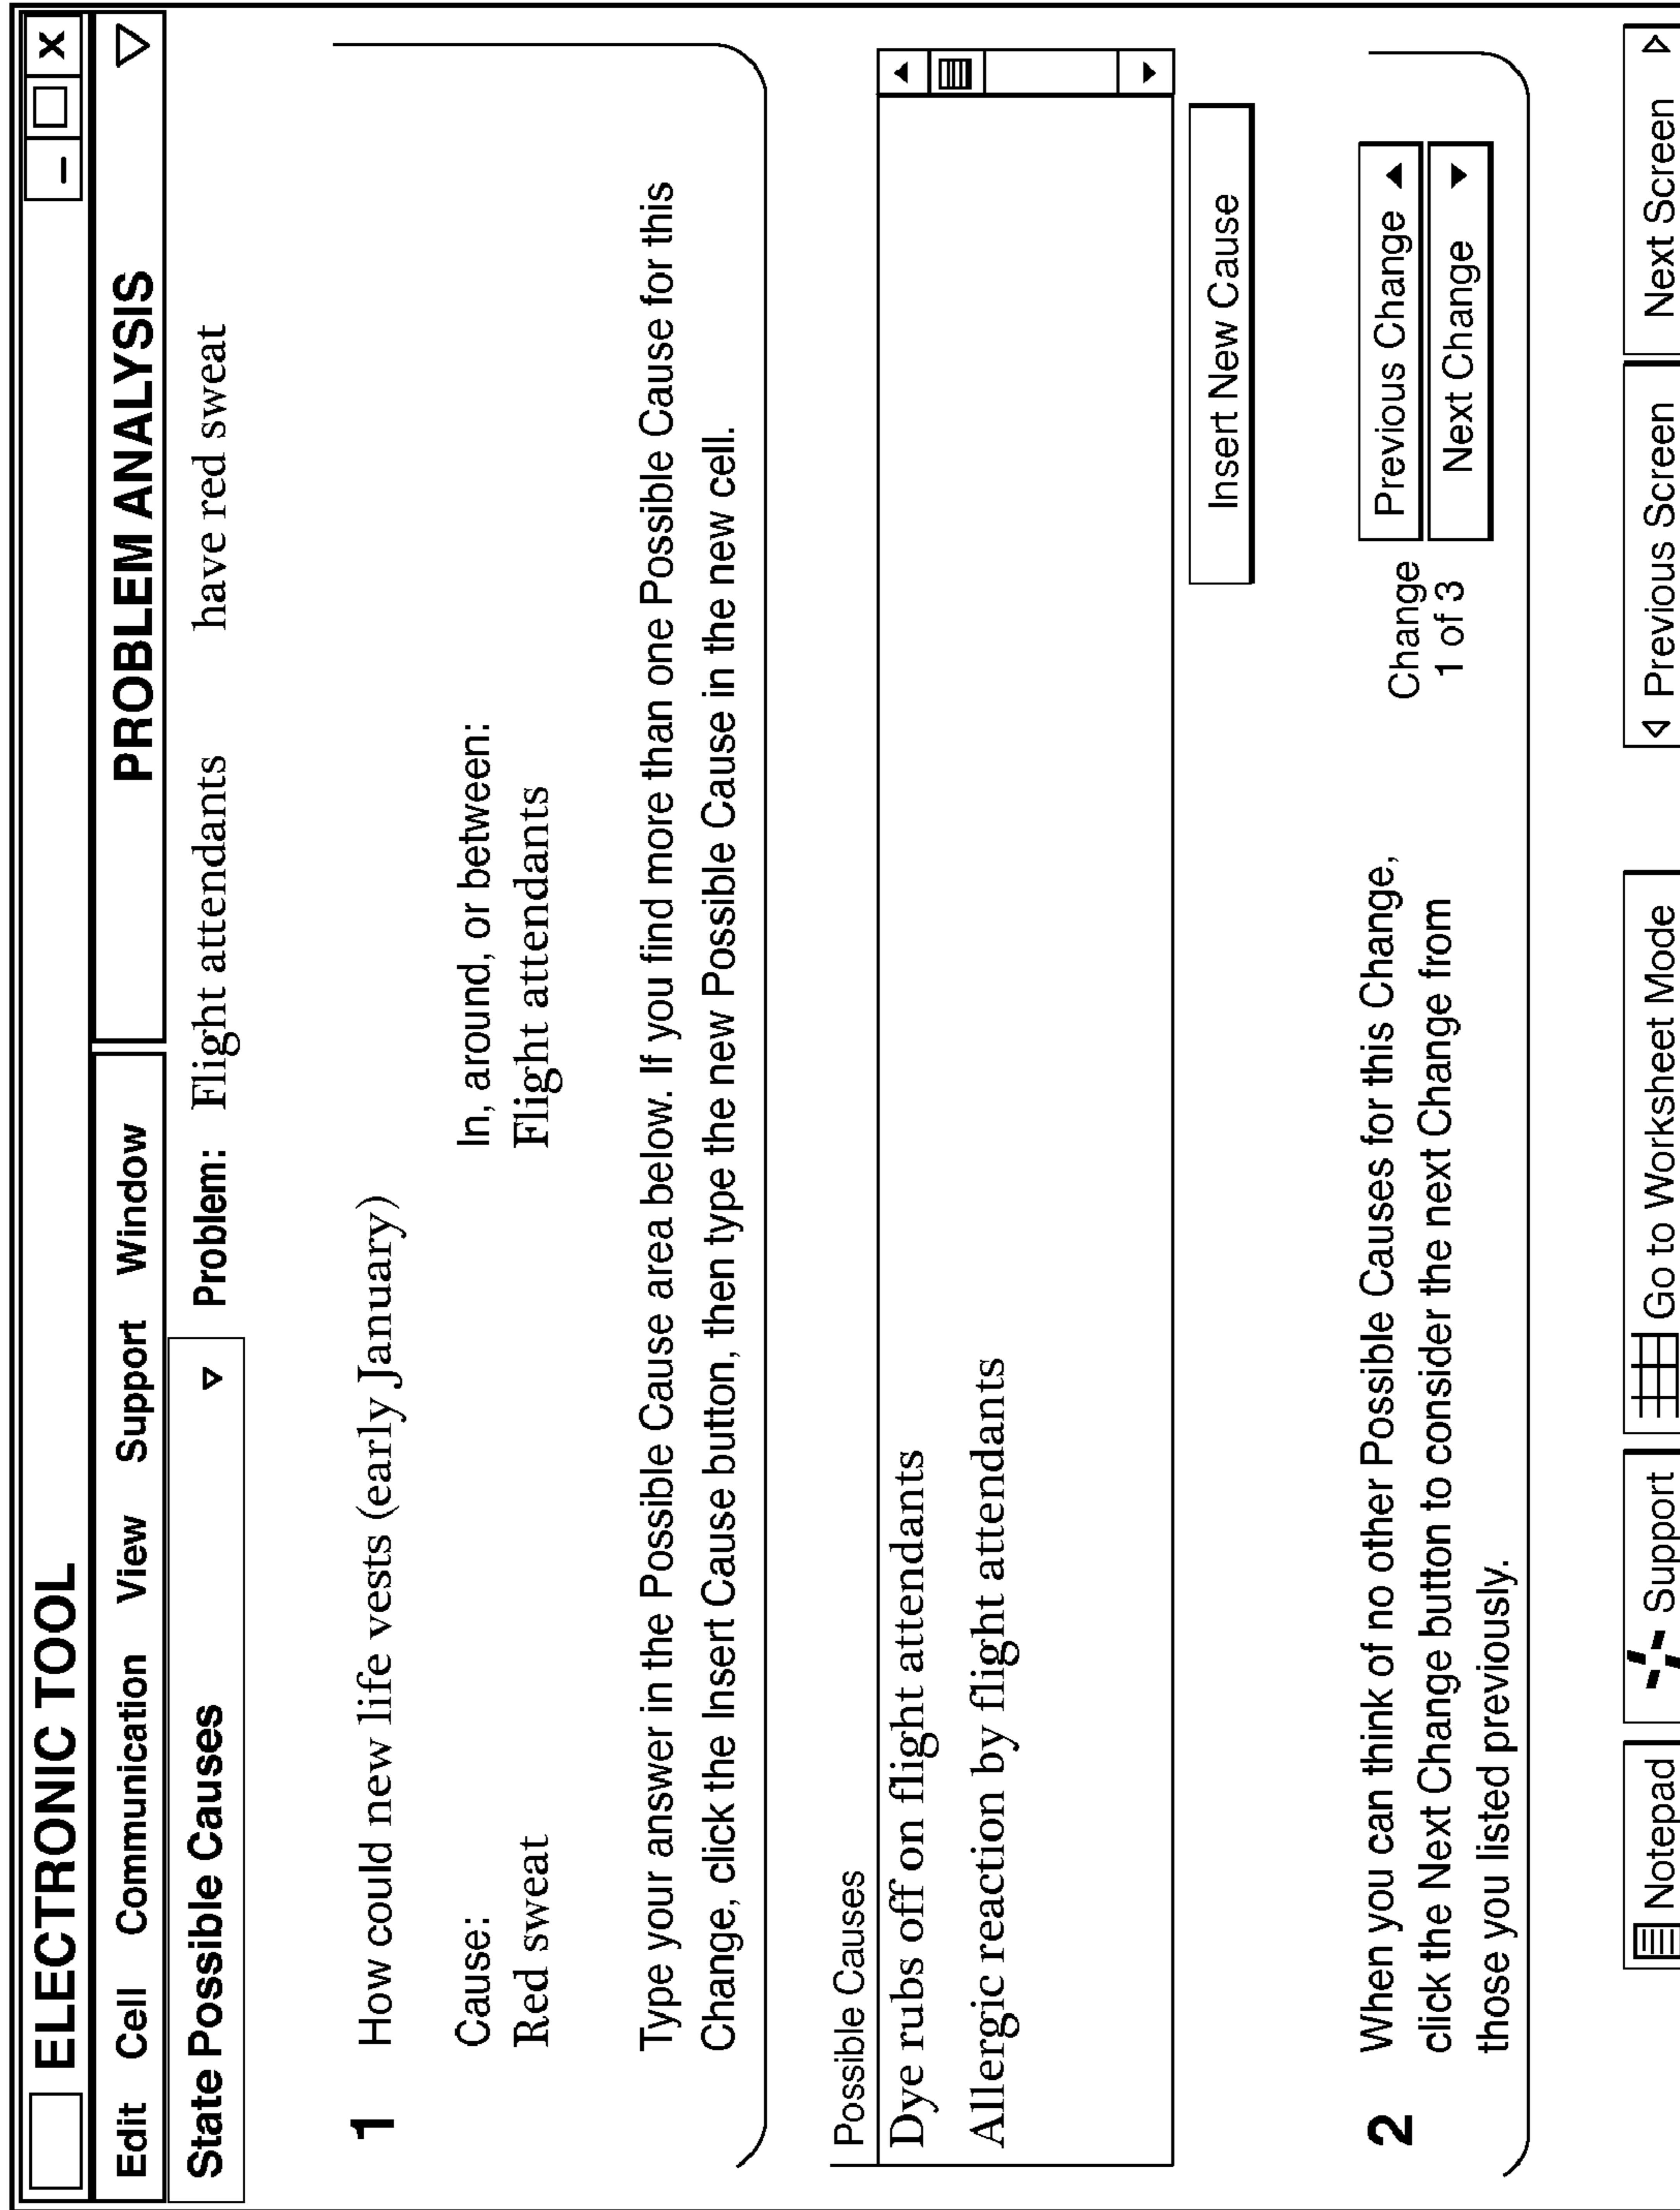 ELECTRONIC TOOL
– X
Edit Cell Communication View Support Window PROBLEM ANALYSIS
State Possible Causes Problem: Flight attendants have red sweat
1 How could new life vests (early January)
Cause: In, around, or between:
Red sweat Flight attendants
Type your answer in the Possible Cause area below. If you find more than one Possible Cause for this
Change, click the Insert Cause button, then type the new Possible Cause in the new cell.
Possible Causes
Dye rubs off on flight attendants
Allergic reaction by flight attendants
Insert New Cause
2 When you can think of no other Possible Causes for this Change,
click the Next Change button to consider the next Change from
those you listed previously.
Change
1 of 3
Previous Change
Next Change
Notepad Support Go to Worksheet Mode Previous Screen Next Screen